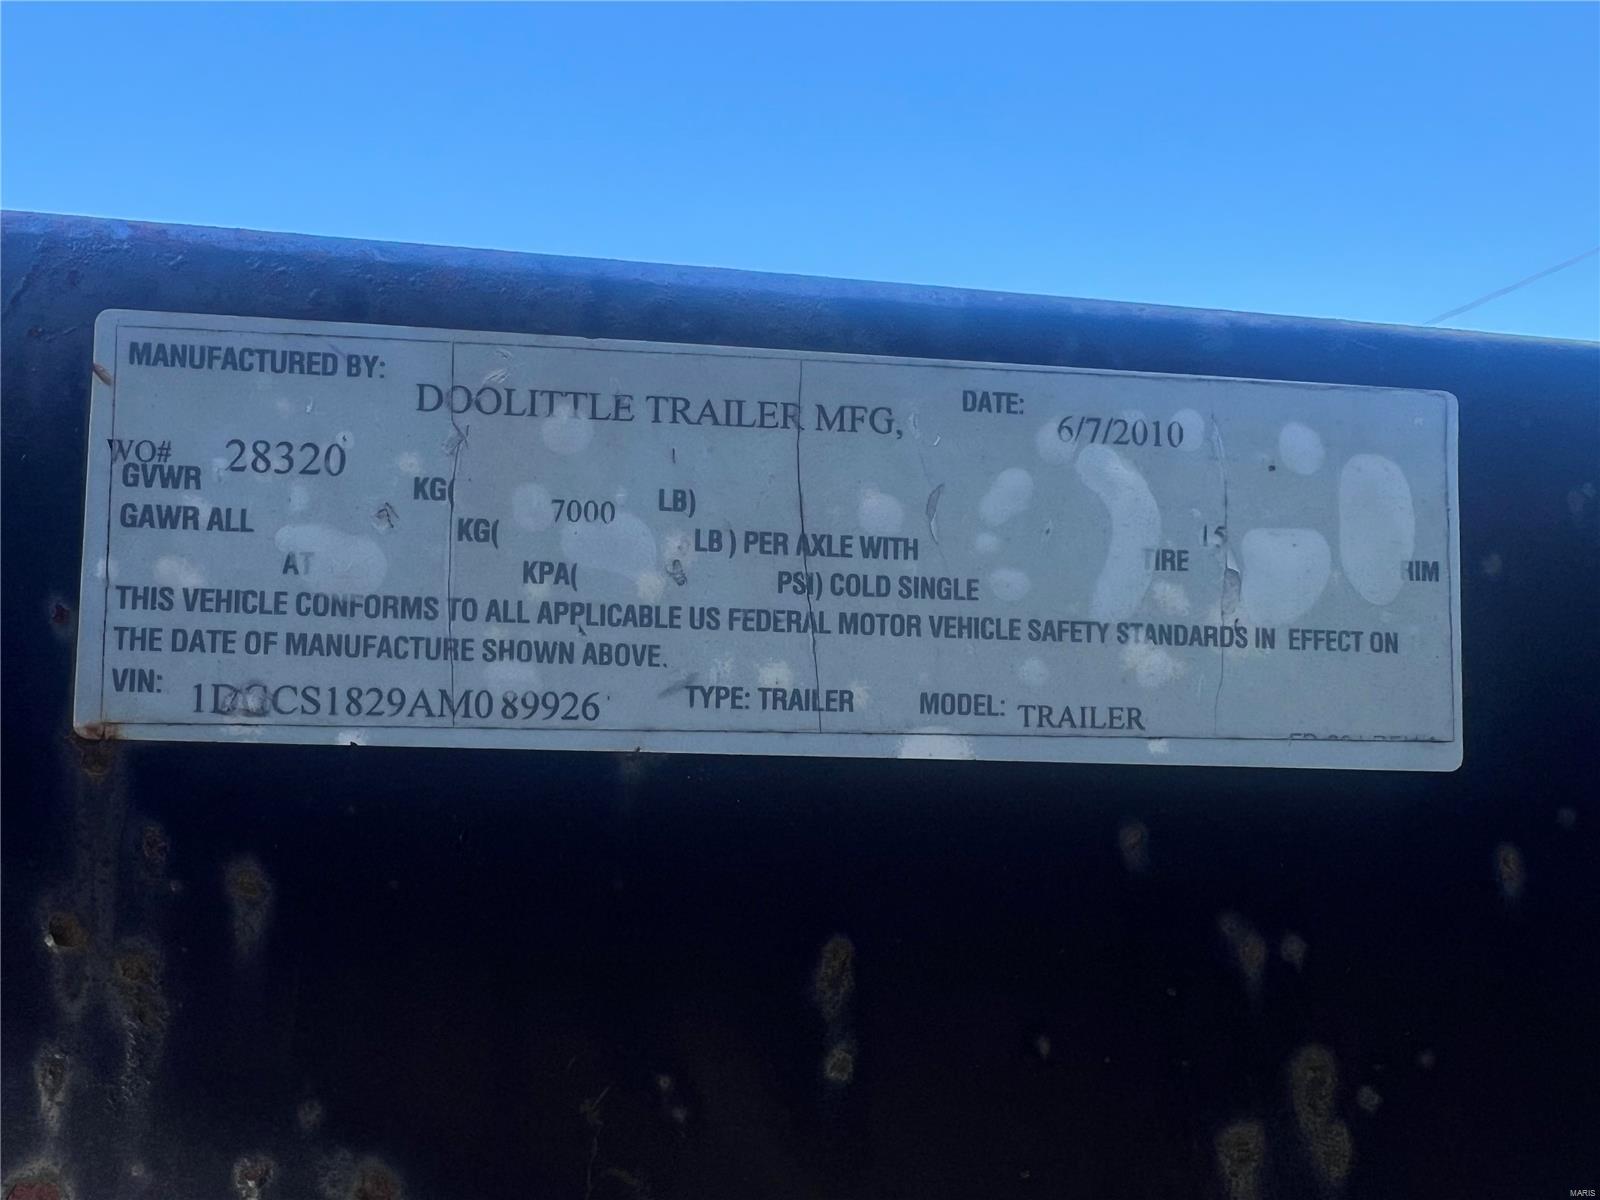 MANUFACTURED BY: DOOLITTLE TRAILER MFG, DATE: 6/7/2010
WO# 28320
GVWR KG( 7000 LB)
GAWR ALL KG( LB ) PER AXLE WITH TIRE 15 RIM
AT KPA( PSI) COLD SINGLE
THIS VEHICLE CONFORMS TO ALL APPLICABLE US FEDERAL MOTOR VEHICLE SAFETY STANDARDS IN EFFECT ON
THE DATE OF MANUFACTURE SHOWN ABOVE.
VIN: 1DGCS1829AM089926 TYPE: TRAILER MODEL: TRAILER
MARIS